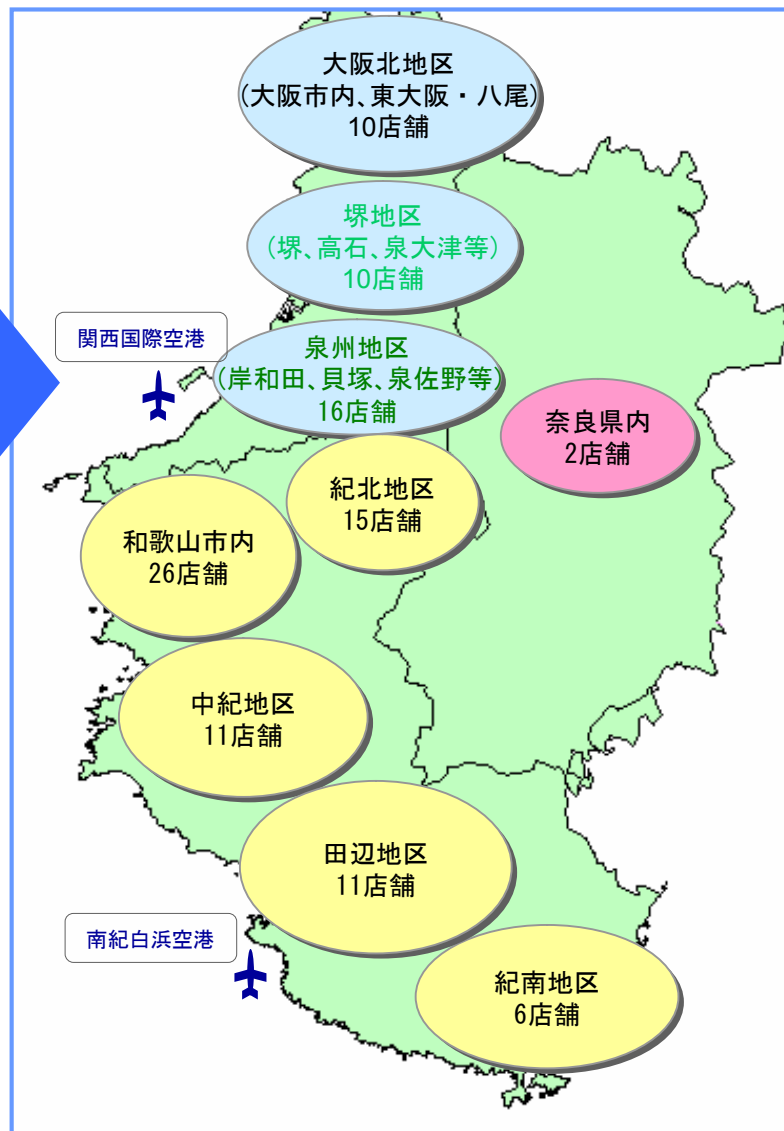 大阪北地区
(大阪市内、東大阪・八尾)
10店舗
堺地区
(堺、高石、泉大津等)
10店舗
関西国際空港
泉州地区
(岸和田、貝塚、泉佐野等)
16店舗
奈良県内
2店舗
紀北地区
15店舗
和歌山市内
26店舗
中紀地区
11店舗
田辺地区
11店舗
南紀白浜空港
紀南地区
6店舗